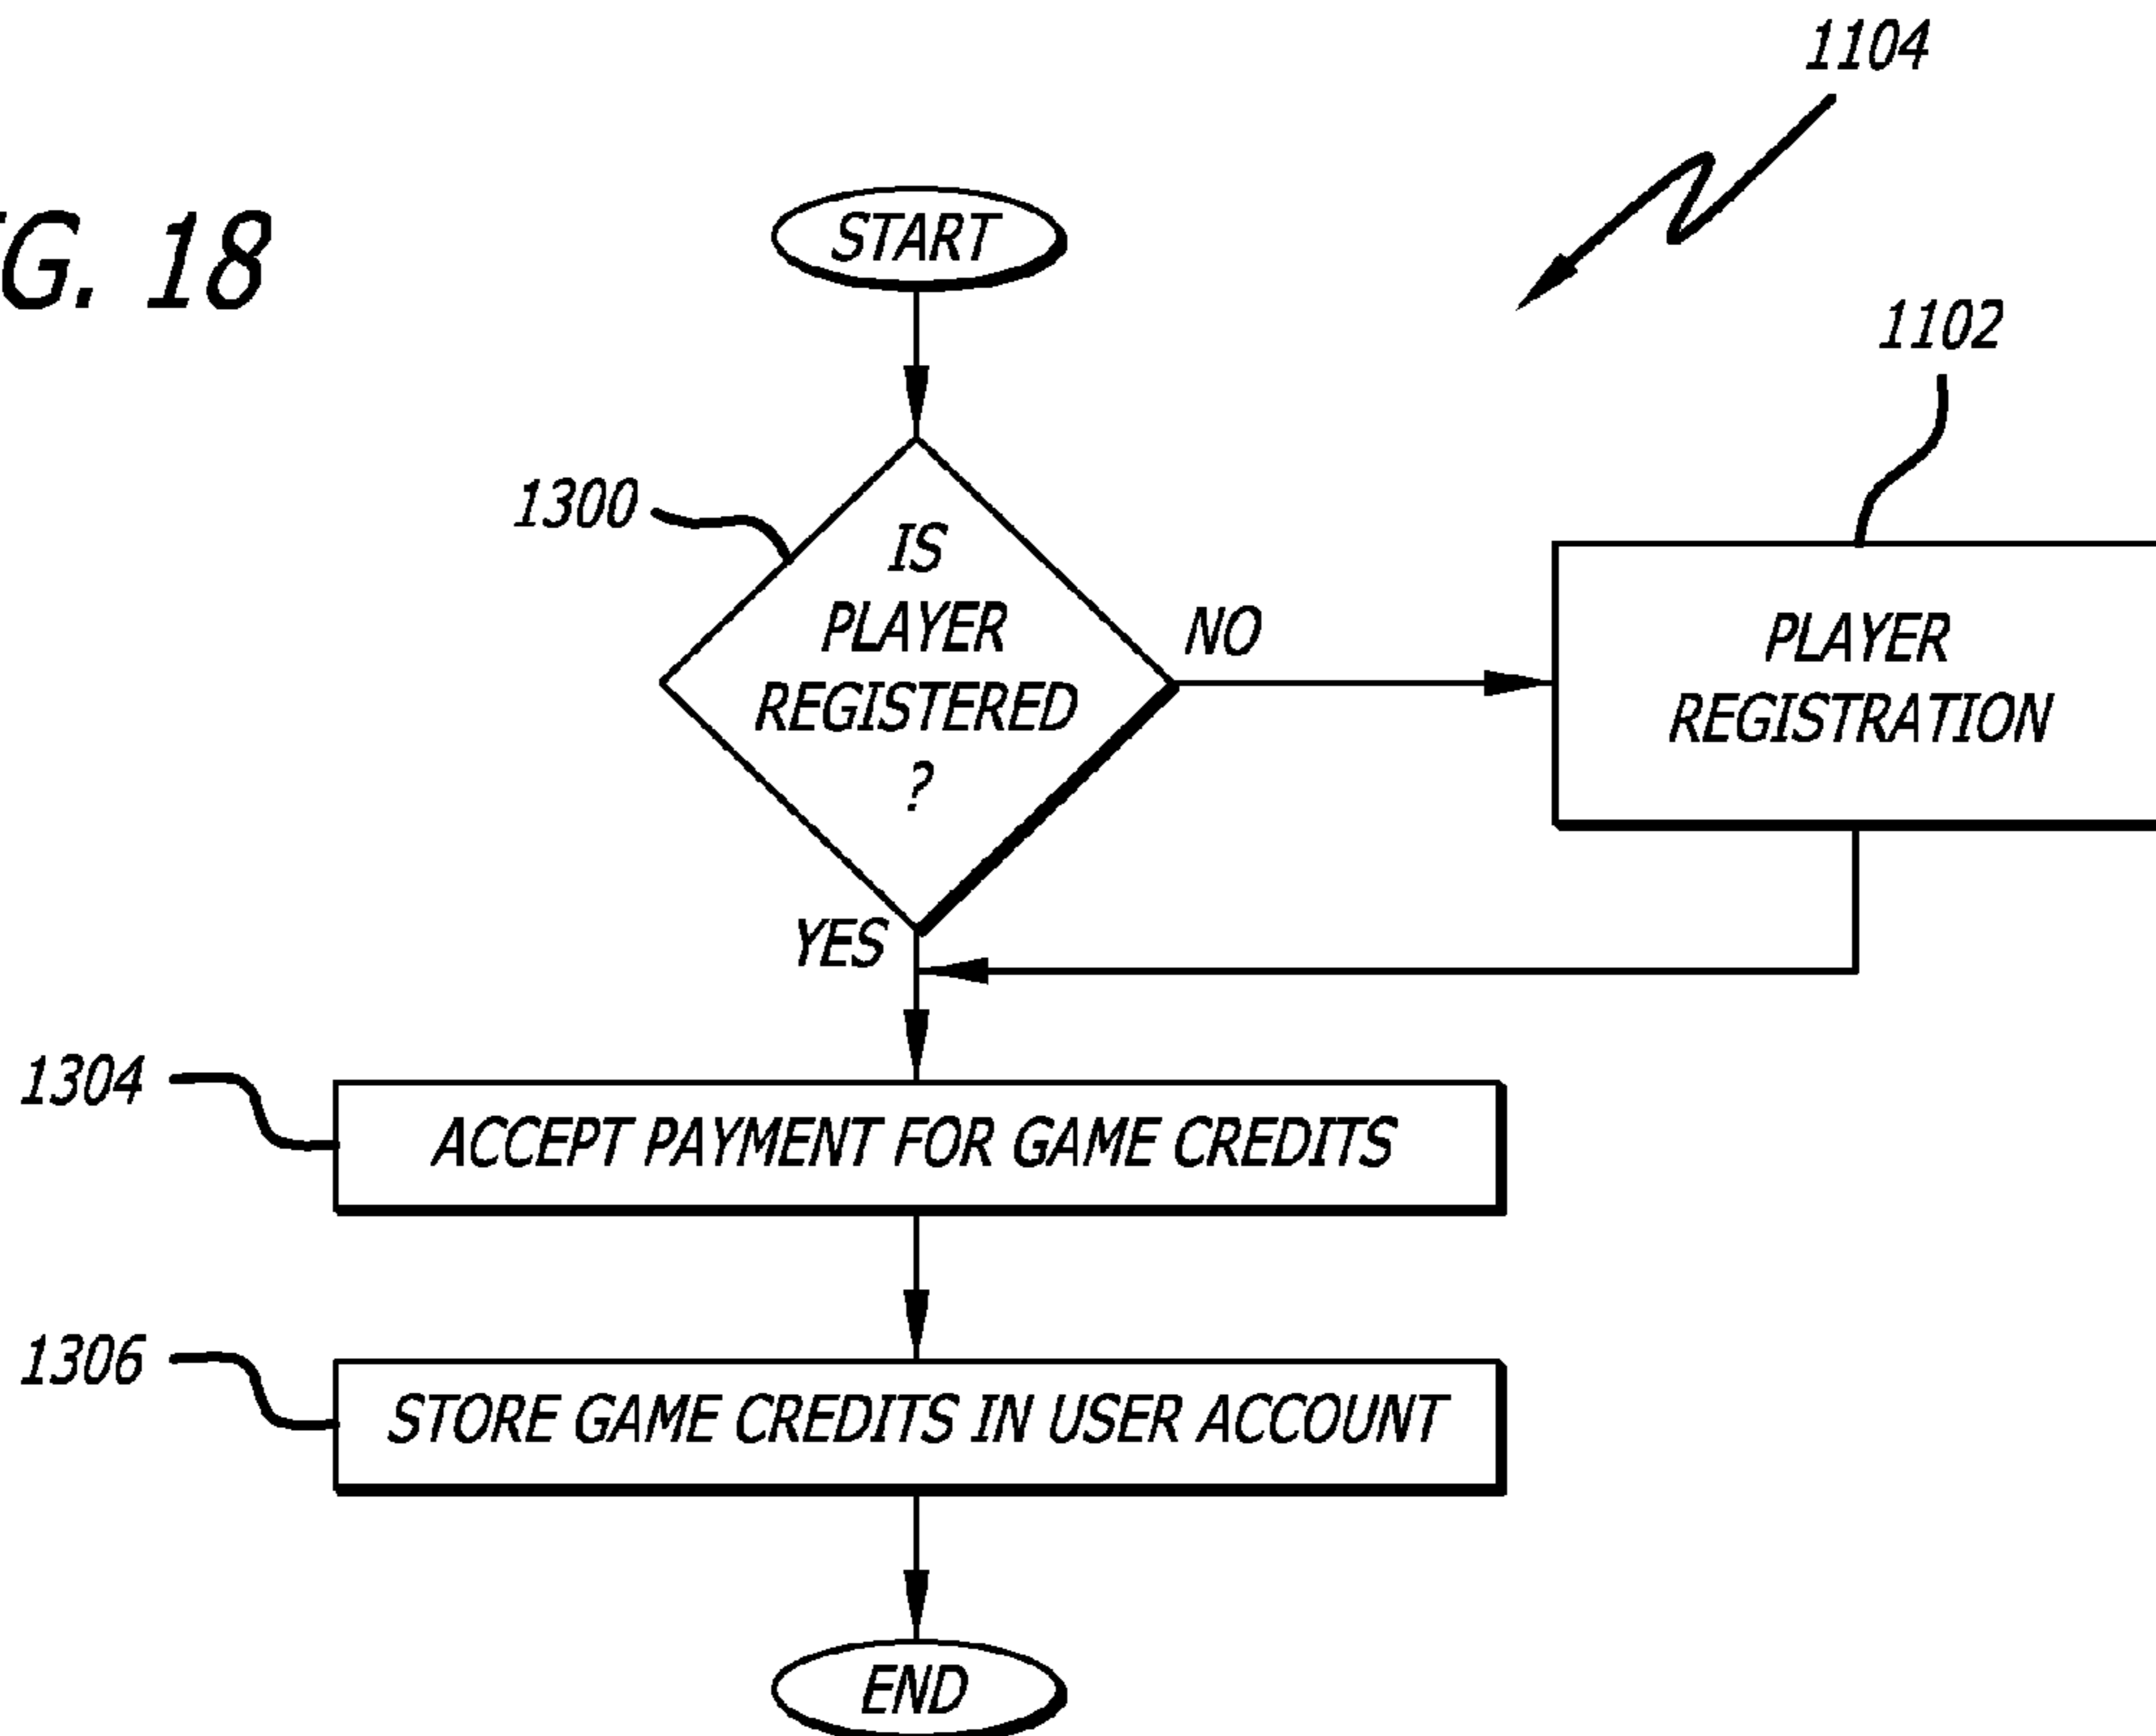 1104
G. 18
START
1102
1300
IS
PLAYER
REGISTERED
?
NO
PLAYER
REGISTRATION
YES
1304
ACCEPT PAYMENT FOR GAME CREDITS
1306
STORE GAME CREDITS IN USER ACCOUNT
END